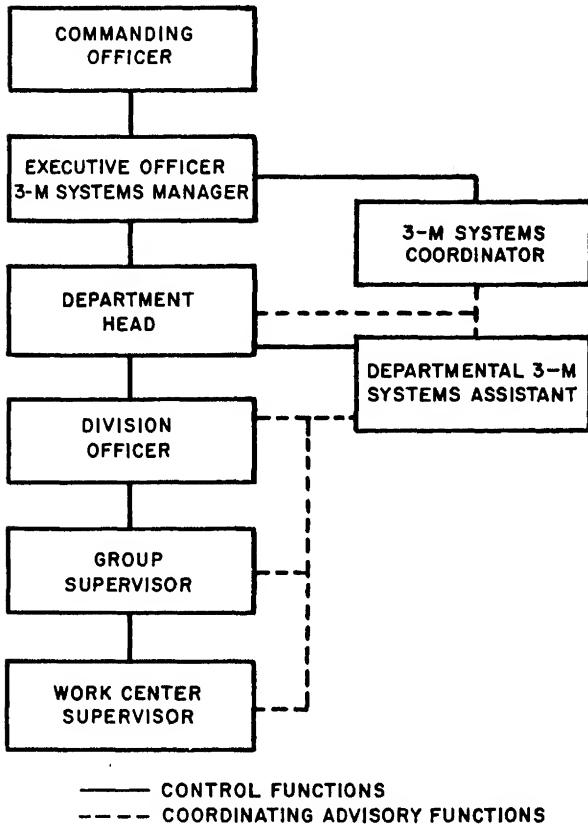 COMMANDING
OFFICER
EXECUTIVE OFFICER
3-M SYSTEMS MANAGER
3-M SYSTEMS
COORDINATOR
DEPARTMENT
HEAD
DEPARTMENTAL 3-M
SYSTEMS ASSISTANT
DIVISION
OFFICER
GROUP
SUPERVISOR
WORK CENTER
SUPERVISOR
CONTROL FUNCTIONS
COORDINATING ADVISORY FUNCTIONS